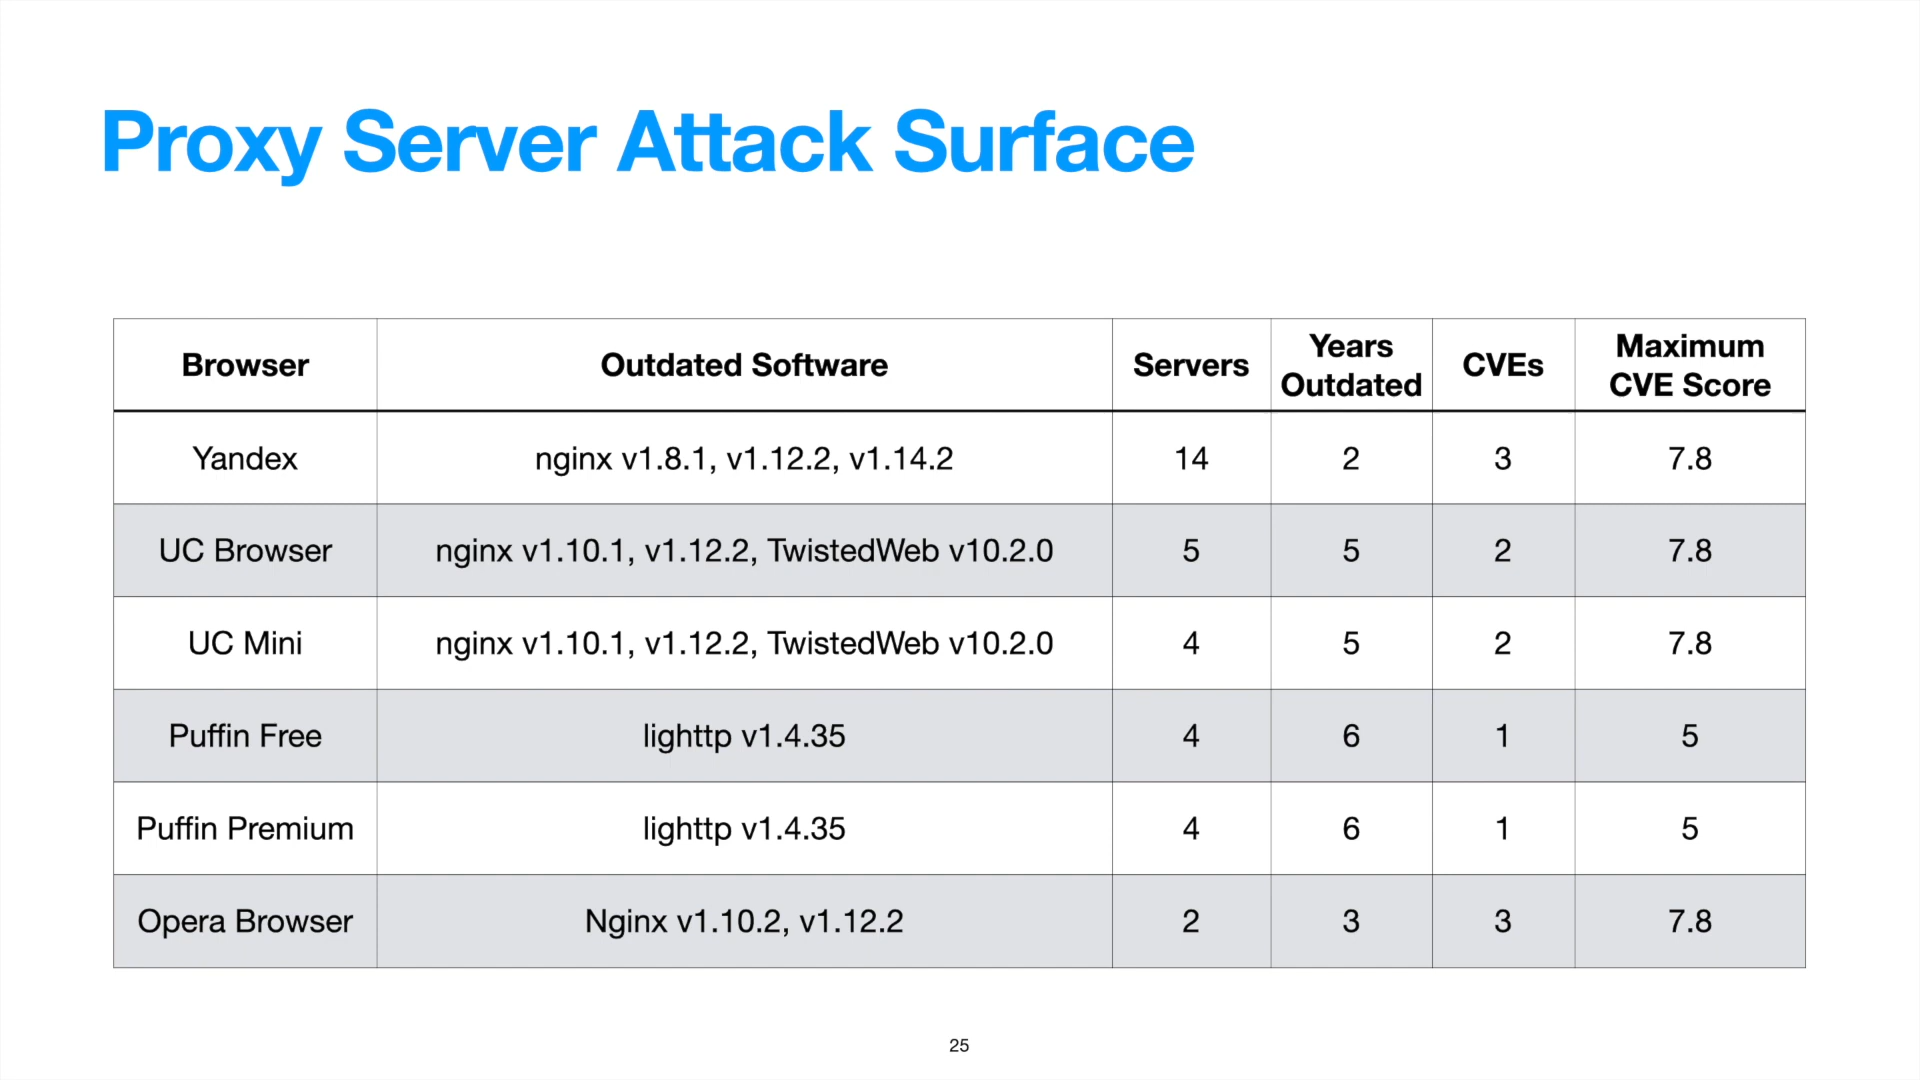 Proxy Server Attack Surface
Browser Outdated Software Servers Years Outdated CVEs Maximum CVE Score
Yandex nginx v1.8.1, v1.12.2, v1.14.2 14 2 3 7.8
UC Browser nginx v1.10.1, v1.12.2, TwistedWeb v10.2.0 5 5 2 7.8
UC Mini nginx v1.10.1, v1.12.2, TwistedWeb v10.2.0 4 5 2 7.8
Puffin Free lighttp v1.4.35 4 6 1 5
Puffin Premium lighttp v1.4.35 4 6 1 5
Opera Browser Nginx v1.10.2, v1.12.2 2 3 3 7.8
25